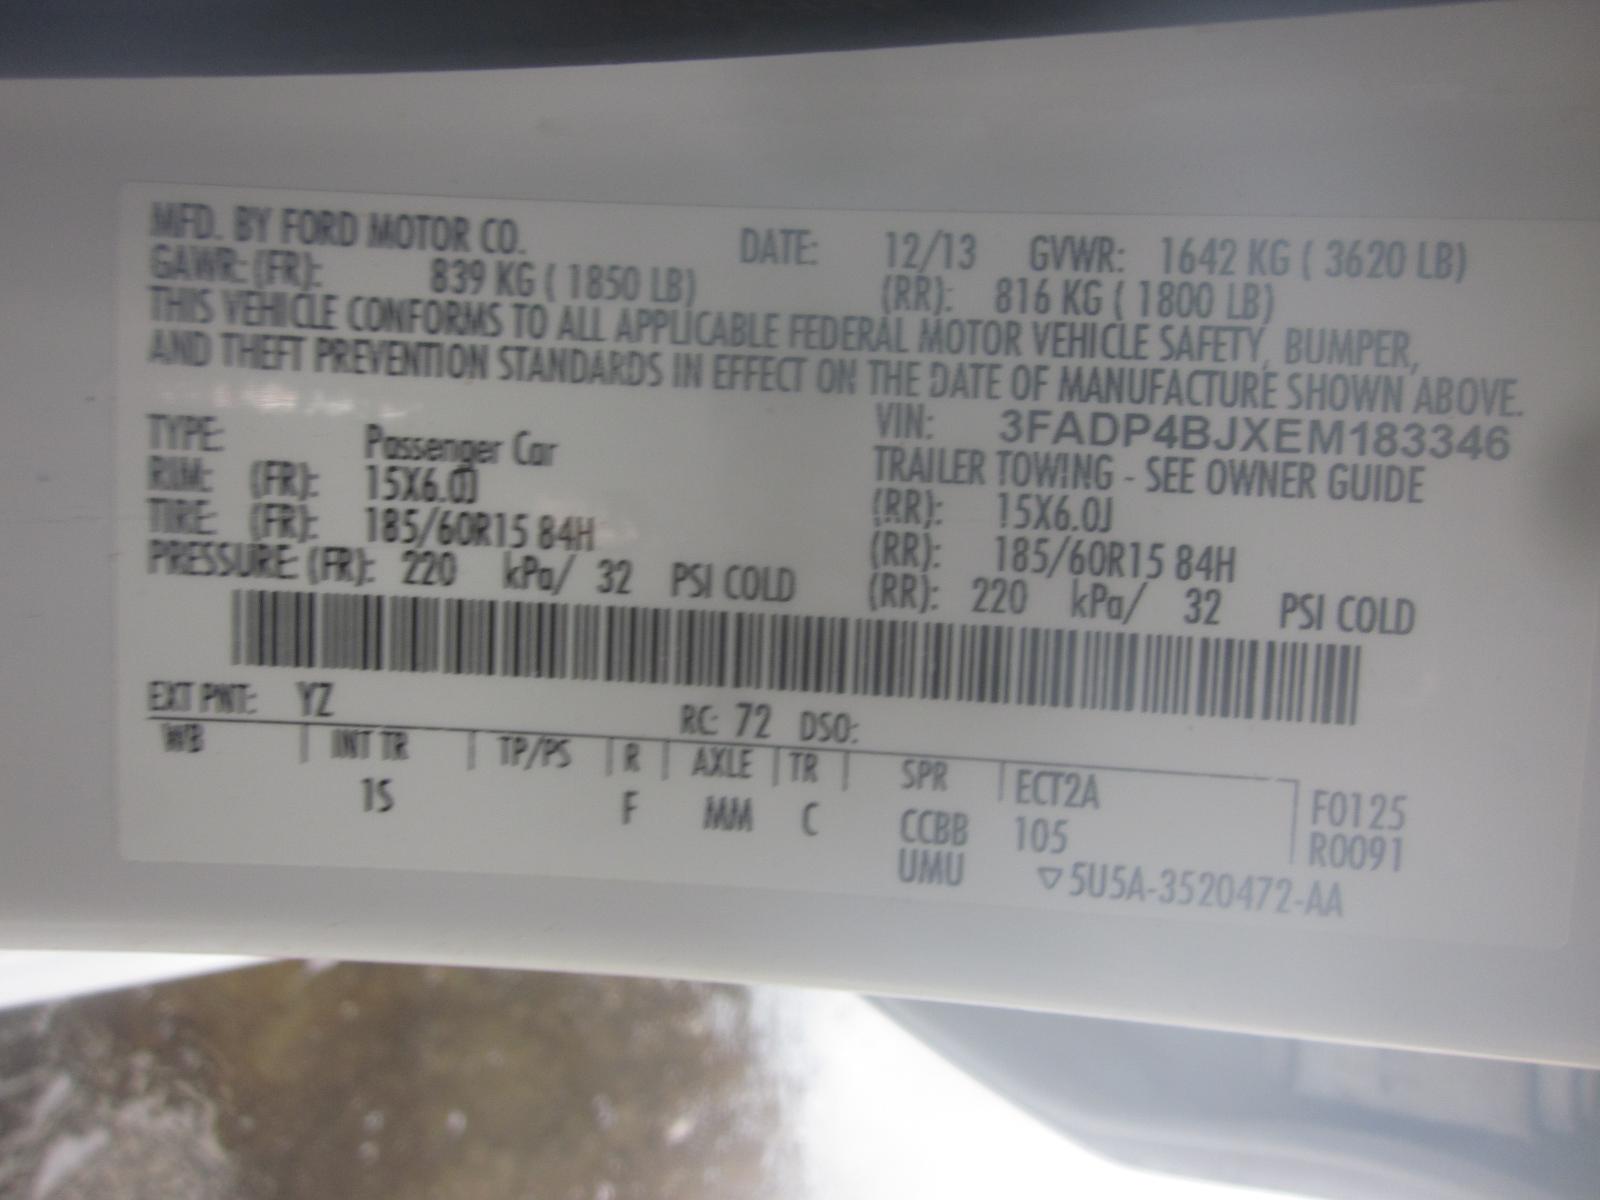 MFD. BY FORD MOTOR CO. DATE: 12/13 GVWR: 1642 KG ( 3620 LB)
GAWR: (FR): 839 KG ( 1850 LB) (RR): 816 KG ( 1800 LB)
THIS VEHICLE CONFORMS TO ALL APPLICABLE FEDERAL MOTOR VEHICLE SAFETY, BUMPER,
AND THEFT PREVENTION STANDARDS IN EFFECT ON THE DATE OF MANUFACTURE SHOWN ABOVE.
VIN: 3FADP4BJXEM183346
TYPE: Passenger Car TRAILER TOWING - SEE OWNER GUIDE
RIM: (FR): 15X6.0J (RR): 15X6.0J
TIRE: (FR): 185/60R15 84H (RR): 185/60R15 84H
PRESSURE: (FR): 220 kPa/ 32 PSI COLD (RR): 220 kPa/ 32 PSI COLD
EXT PNT: YZ RC: 72 DSO:
WB INT TR TP/PS R AXLE TR SPR ECT2A F0125
1S F MM C CCBB 105 R0091
UMU ▽5U5A-3520472-AA